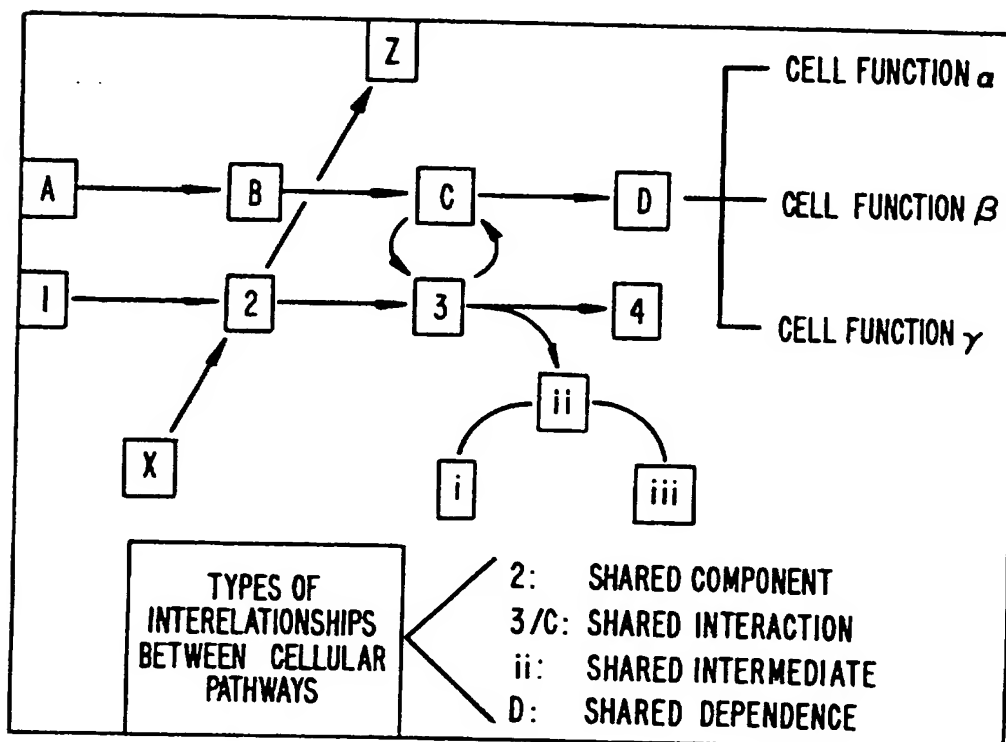 Z
CELL FUNCTION α
A
B
C
D
CELL FUNCTION β
1
2
3
4
CELL FUNCTION γ
ii
X
i
iii
TYPES OF
INTERELATIONSHIPS
BETWEEN CELLULAR
PATHWAYS
2: SHARED COMPONENT
3/C: SHARED INTERACTION
ii: SHARED INTERMEDIATE
D: SHARED DEPENDENCE